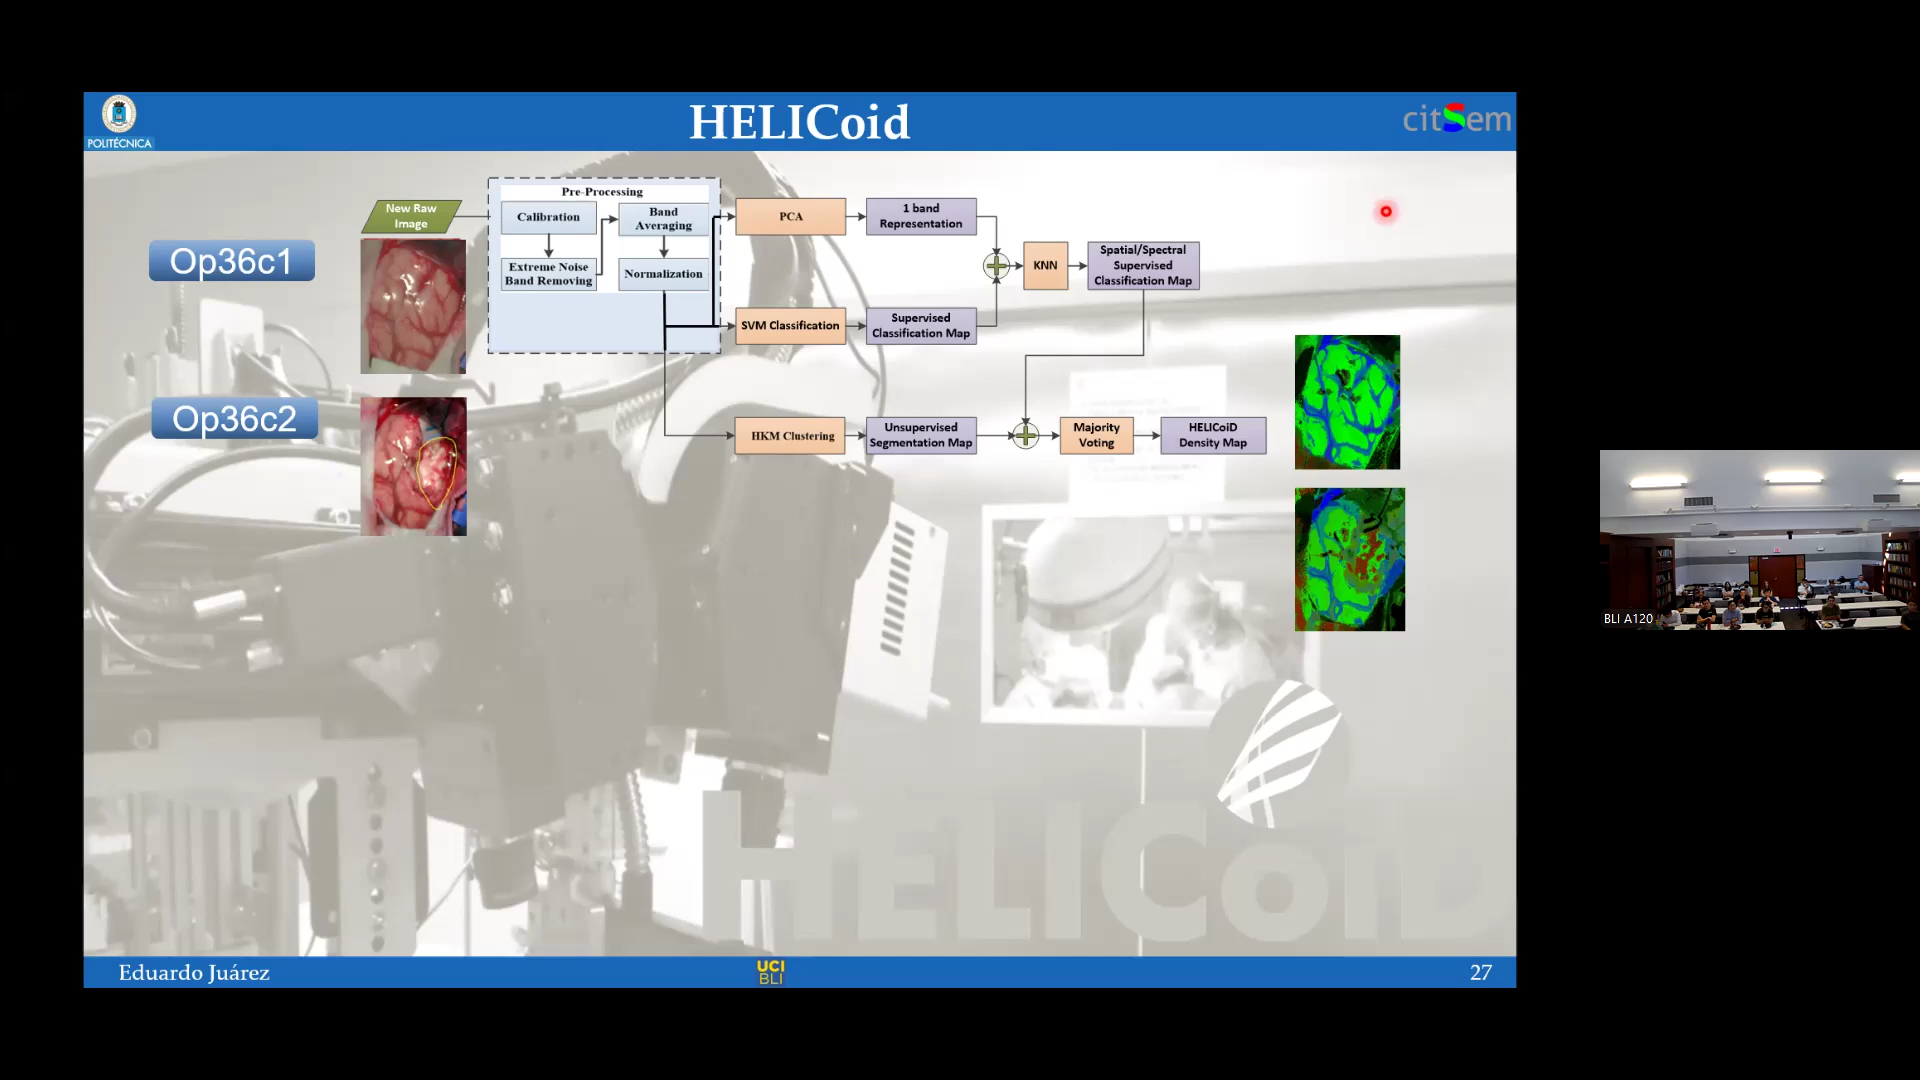 POLITÉCNICA
HELICoid
citSem
New Raw
Image
Op36c1
Op36c2
Pre-Processing
Calibration
Extreme Noise
Band Removing
Band
Averaging
Normalization
PCA
1 band
Representation
SVM Classification
Supervised
Classification Map
KNN
Spatial/Spectral
Supervised
Classification Map
HKM Clustering
Unsupervised
Segmentation Map
Majority
Voting
HELICoiD
Density Map
HELICoiD
BLI A120
Eduardo Juárez
UCI
BLI
27